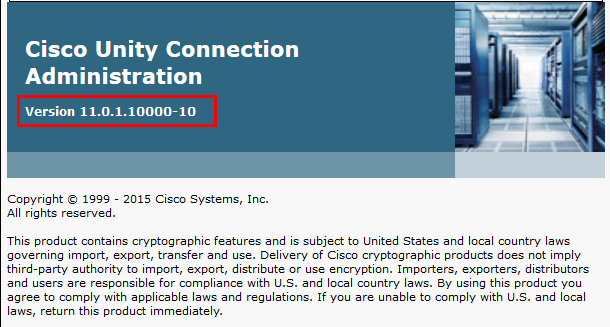 Cisco Unity Connection
Administration
Version 11.0.1.10000-10
Copyright © 1999 - 2015 Cisco Systems, Inc.
All rights reserved.
This product contains cryptographic features and is subject to United States and local country laws
governing import, export, transfer and use. Delivery of Cisco cryptographic products does not imply
third-party authority to import, export, distribute or use encryption. Importers, exporters, distributors
and users are responsible for compliance with U.S. and local country laws. By using this product you
agree to comply with applicable laws and regulations. If you are unable to comply with U.S. and local
laws, return this product immediately.